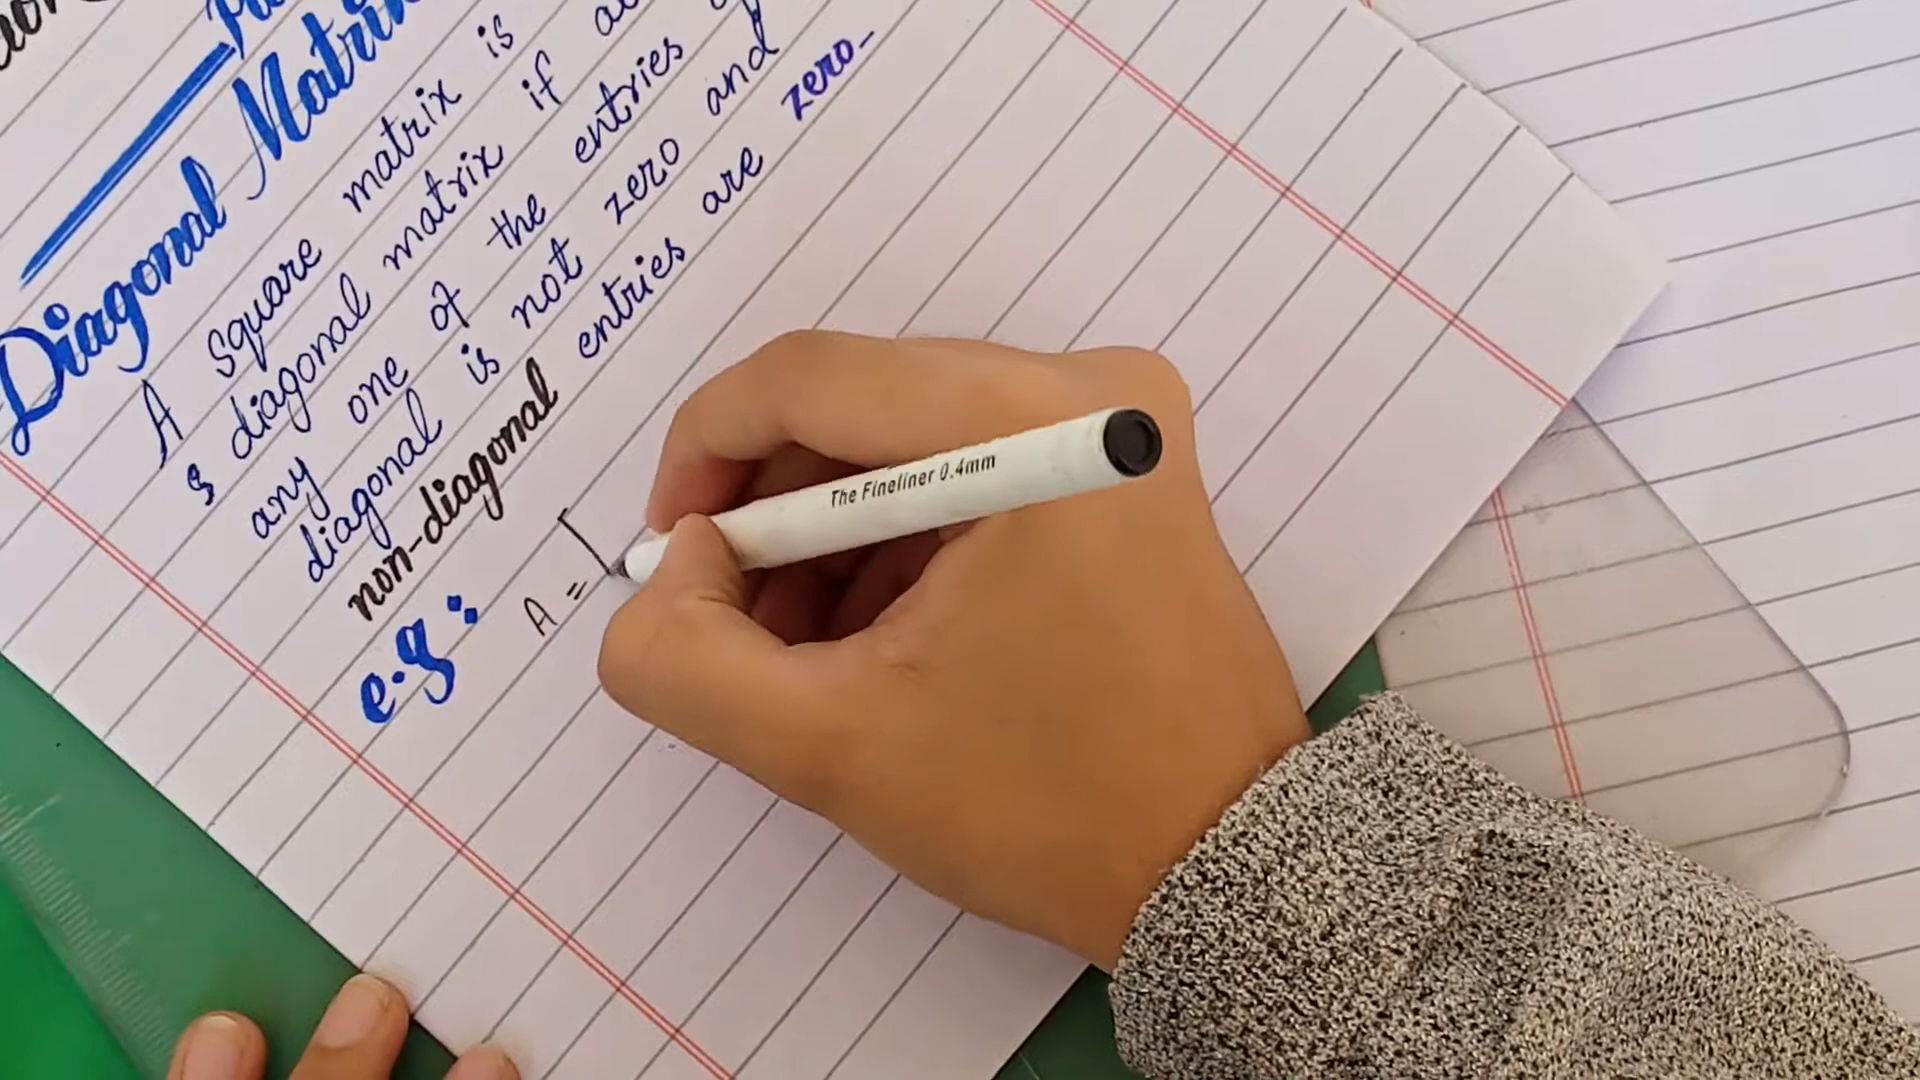 Diagonal
A square matrix is
diagonal matrix if
any one of the entries
diagonal is not zero and
non-diagonal entries are zero-
e.g:
A =
The Fineliner 0.4mm